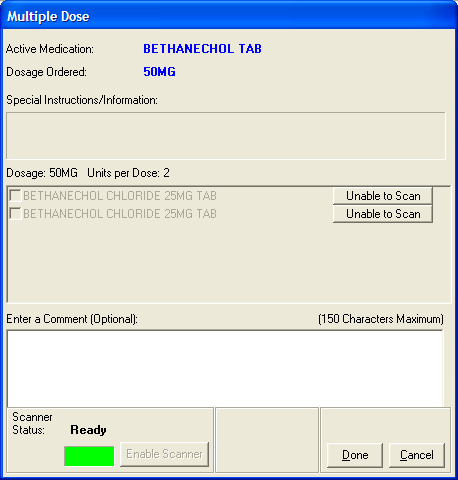 Multiple Dose
Active Medication: BETHANECHOL TAB
Dosage Ordered: 50MG
Special Instructions/Information:
Dosage: 50MG Units per Dose: 2
BETHANECHOL CHLORIDE 25MG TAB Unable to Scan
BETHANECHOL CHLORIDE 25MG TAB Unable to Scan
Enter a Comment (Optional): (150 Characters Maximum)
Scanner
Status: Ready
Enable Scanner Done Cancel